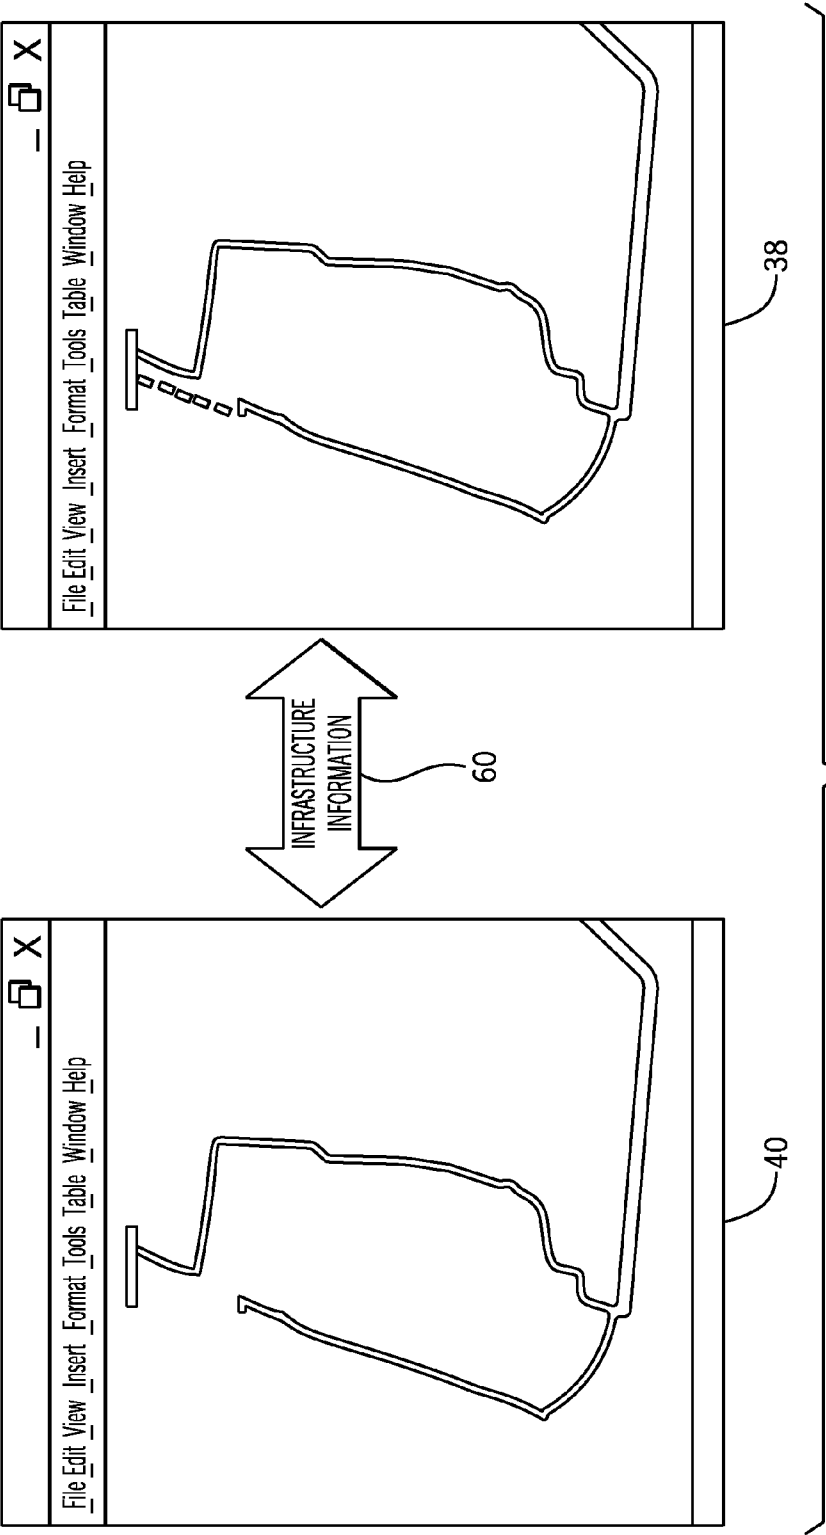 File Edit View Insert Format Tools Table Window Help
40
INFRASTRUCTURE
INFORMATION
60
File Edit View Insert Format Tools Table Window Help
38